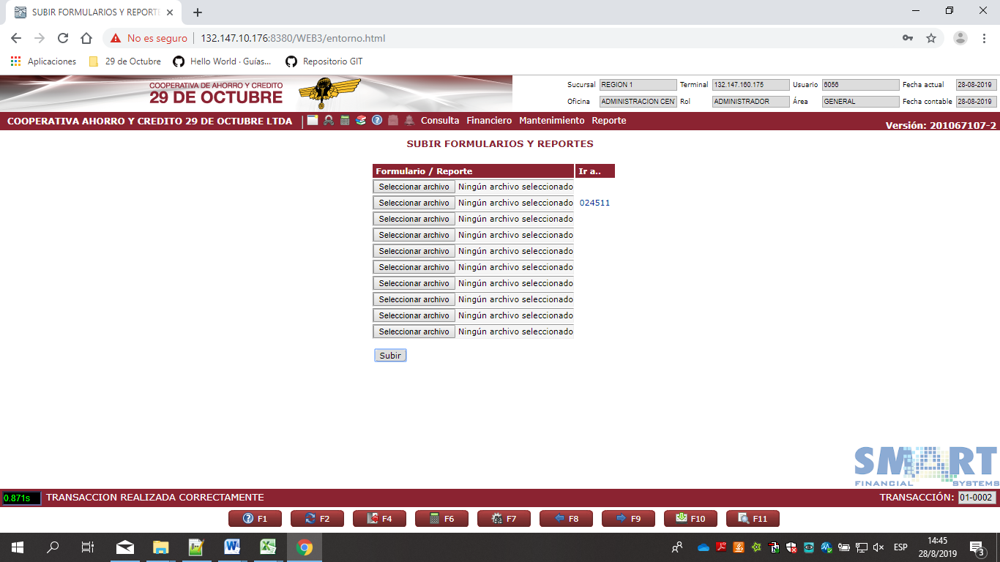 SUBIR FORMULARIOS Y REPORTE
No es seguro
132.147.10.176:8380/WEB3/entorno.html
Aplicaciones
29 de Octubre
Hello World · Guías...
Repositorio GIT
COOPERATIVA DE AHORRO Y CREDITO
29 DE OCTUBRE
Sucursal REGION 1 Terminal 132.147.160.175 Usuario 6056 Fecha actual 28-08-2019
Oficina ADMINISTRACION CENT Rol ADMINISTRADOR Área GENERAL Fecha contable 28-08-2019
COOPERATIVA AHORRO Y CREDITO 29 DE OCTUBRE LTDA
Consulta Financiero Mantenimiento Reporte
Versión: 201067107-2
SUBIR FORMULARIOS Y REPORTES
Formulario / Reporte Ir a..
Seleccionar archivo Ningún archivo seleccionado
Seleccionar archivo Ningún archivo seleccionado 024511
Seleccionar archivo Ningún archivo seleccionado
Seleccionar archivo Ningún archivo seleccionado
Seleccionar archivo Ningún archivo seleccionado
Seleccionar archivo Ningún archivo seleccionado
Seleccionar archivo Ningún archivo seleccionado
Seleccionar archivo Ningún archivo seleccionado
Seleccionar archivo Ningún archivo seleccionado
Seleccionar archivo Ningún archivo seleccionado
Subir
SMART
FINANCIAL SYSTEMS
0.871s TRANSACCION REALIZADA CORRECTAMENTE
TRANSACCIÓN: 01-0002
F1 F2 F4 F6 F7 F8 F9 F10 F11
ESP
14:45
28/8/2019
3